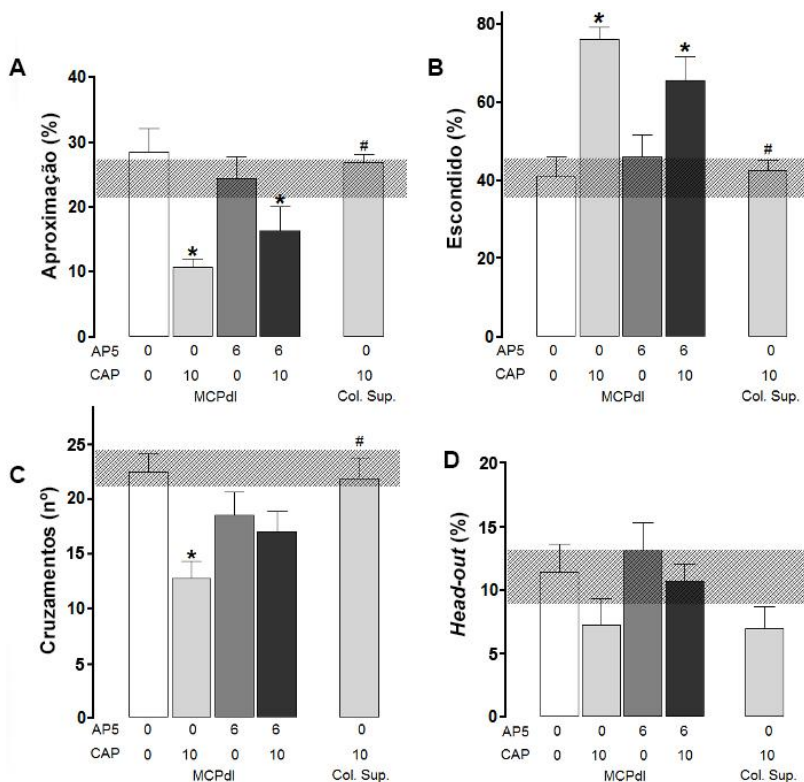 A
Aproximação (%)
40
30
20
10
0
*
*
#
AP5 0 0 6 6 0
CAP 0 10 0 10 10
MCPdl Col. Sup.
B
Escondido (%)
80
60
40
20
0
*
*
#
0 0 6 6 0
0 10 0 10 10
MCPdl Col. Sup.
C
Cruzamentos (nº)
25
20
15
10
5
0
*
#
AP5 0 0 6 6 0
CAP 0 10 0 10 10
MCPdl Col. Sup.
D
Head-out (%)
20
15
10
5
0
AP5 0 0 6 6 0
CAP 0 10 0 10 10
MCPdl Col. Sup.